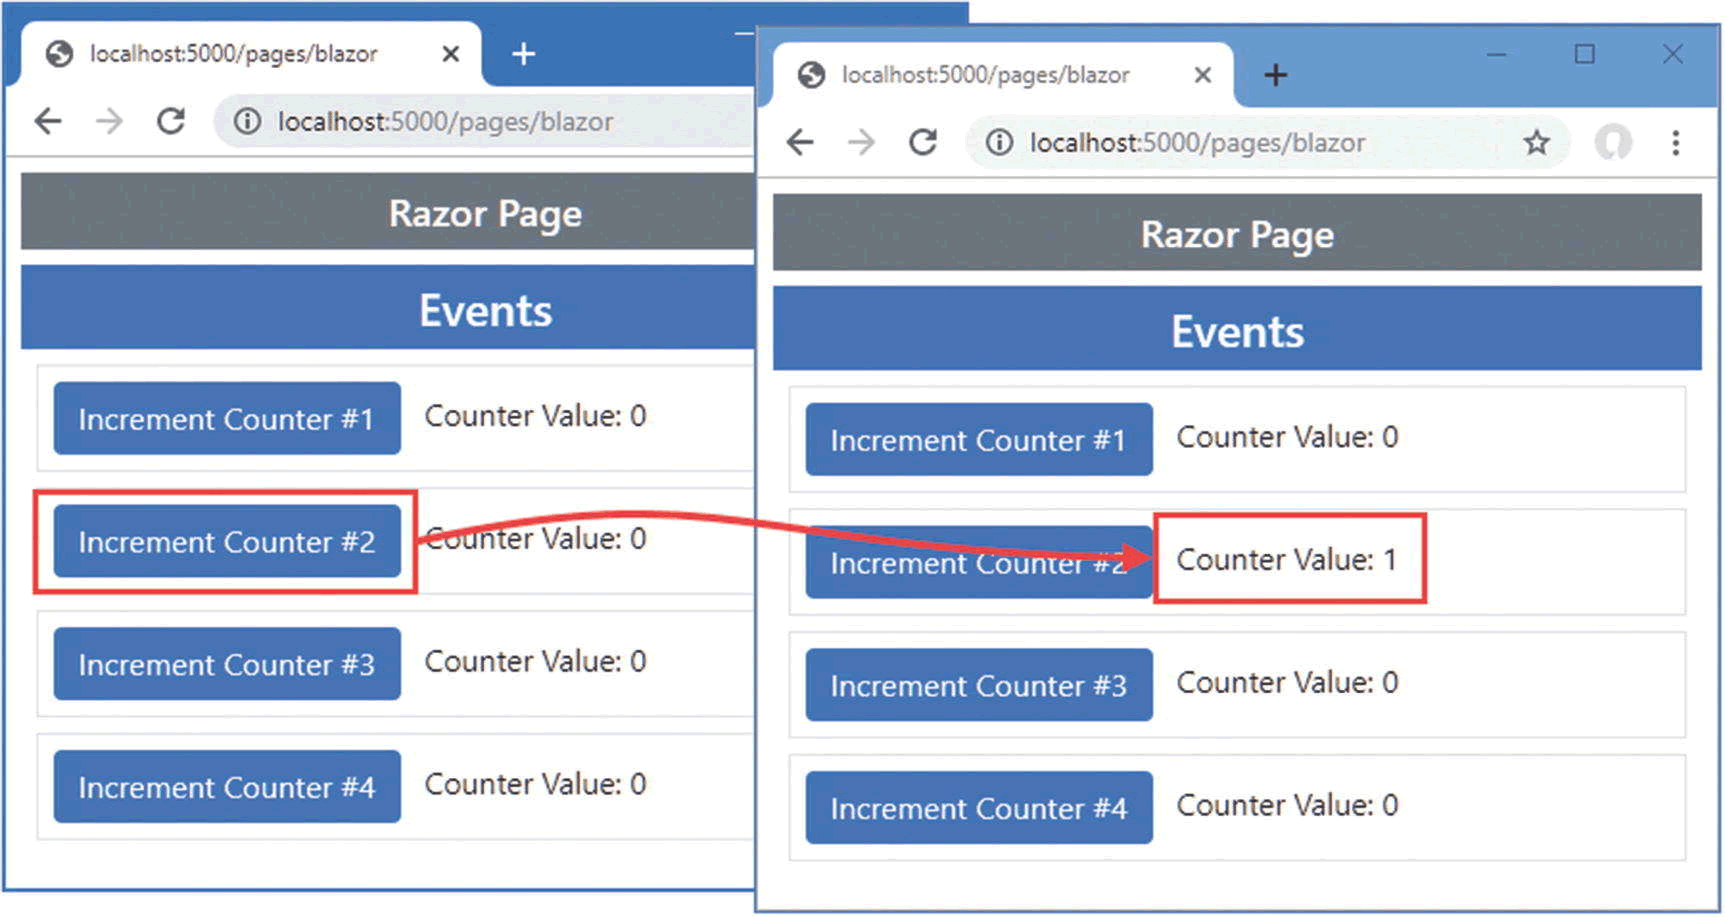 localhost:5000/pages/blazor
localhost:5000/pages/blazor
Razor Page
Events
Increment Counter #1 Counter Value: 0
Increment Counter #2 Counter Value: 0
Increment Counter #3 Counter Value: 0
Increment Counter #4 Counter Value: 0
localhost:5000/pages/blazor
localhost:5000/pages/blazor
Razor Page
Events
Increment Counter #1 Counter Value: 0
Increment Counter #2 Counter Value: 1
Increment Counter #3 Counter Value: 0
Increment Counter #4 Counter Value: 0